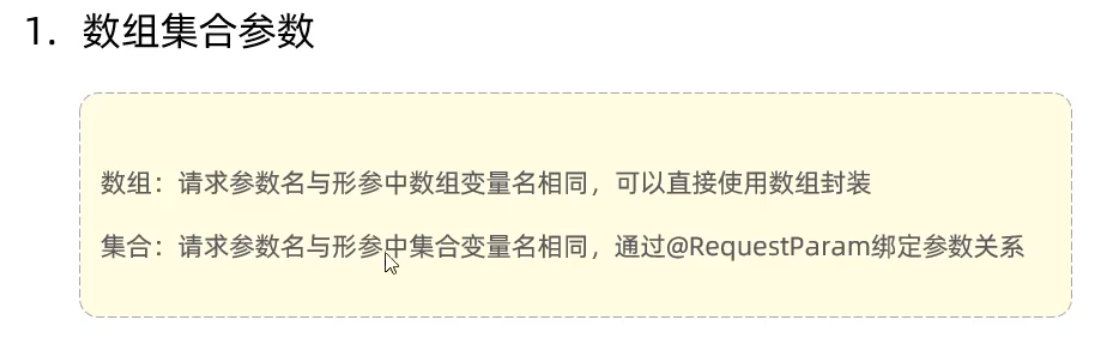 1. 数组集合参数
数组：请求参数名与形参中数组变量名相同，可以直接使用数组封装
集合：请求参数名与形参中集合变量名相同，通过@RequestParam绑定参数关系